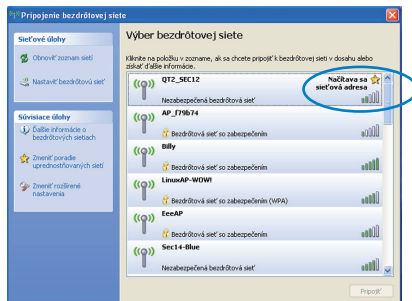 Pripojenie bezdrôtovej siete
Sieťové úlohy
Obnoviť zoznam sietí
Nastaviť bezdrôtovú sieť
Súvisiace úlohy
Ďalšie informácie o
bezdrôtových sietach
Zmeniť poradie
uprednostňovaných sietí
Zmeniť rozšírené
nastavenia
Výber bezdrôtovej siete
Kliknite na položku v zozname, ak sa chcete pripojiť k bezdrôtovej sieti v dosahu alebo
získať ďalšie informácie.
QT2_SEC12
Načítava sa
sieťová adresa
Nezabezpečená bezdrôtová sieť
AP_f79b74
Bezdrôtová sieť so zabezpečením
Billy
Bezdrôtová sieť so zabezpečením
LinuxAP-WOW!
Bezdrôtová sieť so zabezpečením (WPA)
EeeAP
Bezdrôtová sieť so zabezpečením
Sec14-Blue
Nezabezpečená bezdrôtová sieť
Pripojiť